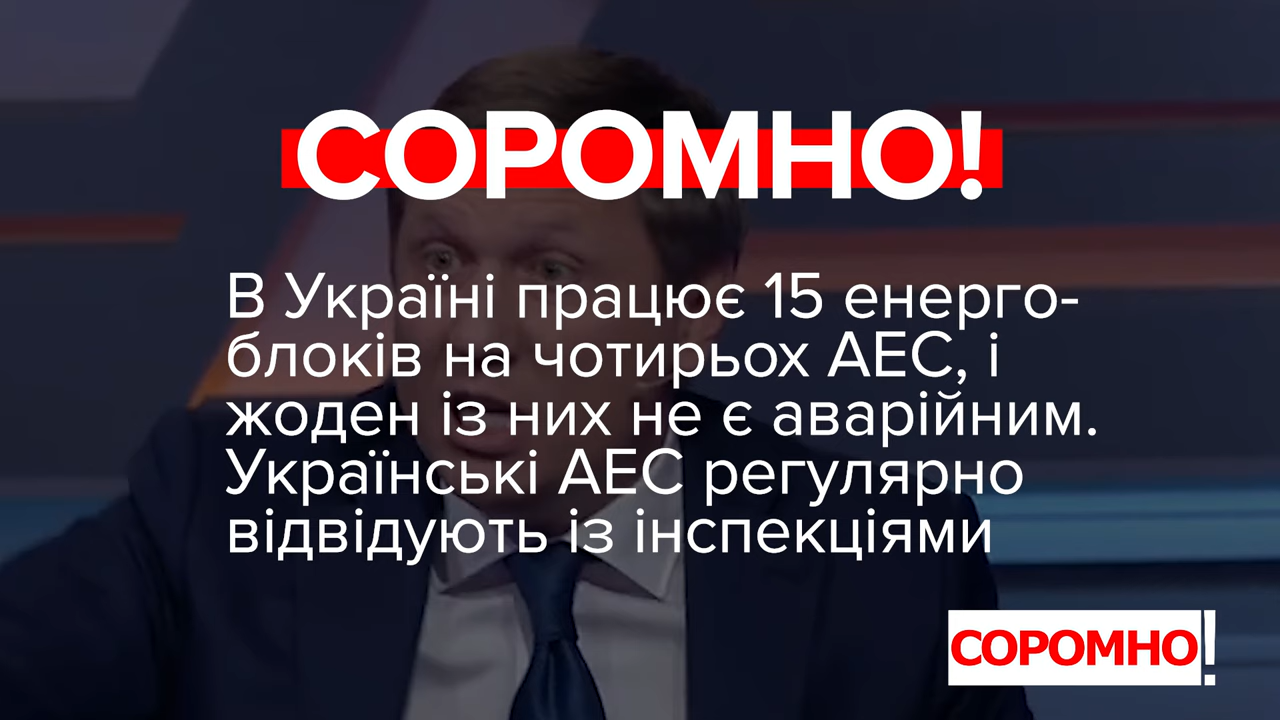 СОРОМНО!
В Україні працює 15 енерго-
блоків на чотирьох АЕС, і
жоден із них не є аварійним.
Українські АЕС регулярно
відвідують із інспекціями
СОРОМНО!